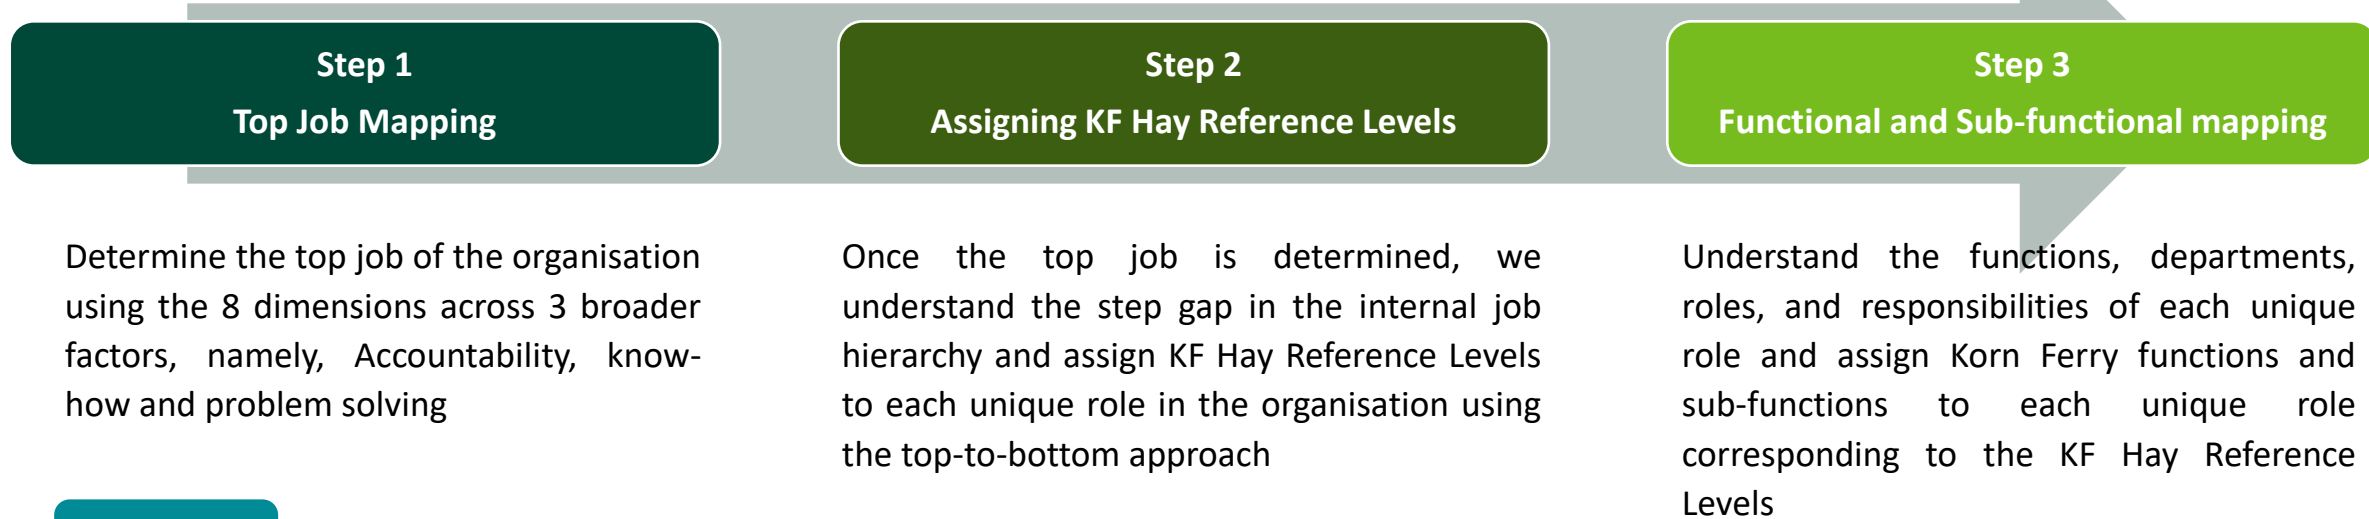 Step 1
Top Job Mapping
Determine the top job of the organisation
using the 8 dimensions across 3 broader
factors, namely, Accountability, know-
how and problem solving
Step 2
Assigning KF Hay Reference Levels
Once the top job is determined, we
understand the step gap in the internal job
hierarchy and assign KF Hay Reference Levels
to each unique role in the organisation using
the top-to-bottom approach
Step 3
Functional and Sub-functional mapping
Understand the functions, departments,
roles, and responsibilities of each unique
role and assign Korn Ferry functions and
sub-functions to each unique role
corresponding to the KF Hay Reference
Levels